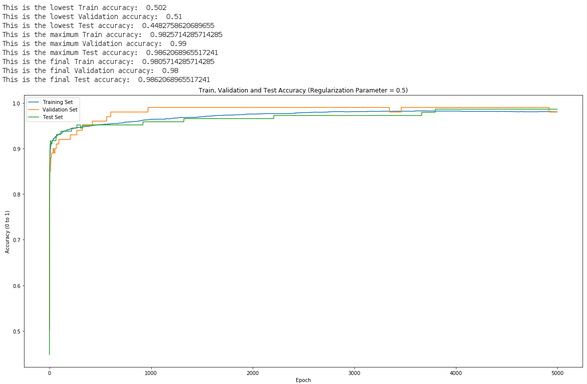 This is the lowest Train accuracy: 0.502
This is the lowest Validation accuracy: 0.51
This is the lowest Test accuracy: 0.4482758620689655
This is the maximum Train accuracy: 0.9825714285714285
This is the maximum Validation accuracy: 0.99
This is the maximum Test accuracy: 0.9862068965517241
This is the final Train accuracy: 0.9805714285714285
This is the final Validation accuracy: 0.98
This is the final Test accuracy: 0.9862068965517241
Train, Validation and Test Accuracy (Regularization Parameter = 0.5)
1.0
Training Set
Validation Set
Test Set
0.9
0.8
0.7
0.6
0.5
Accuracy (0 to 1)
0 1000 2000 3000 4000 5000
Epoch